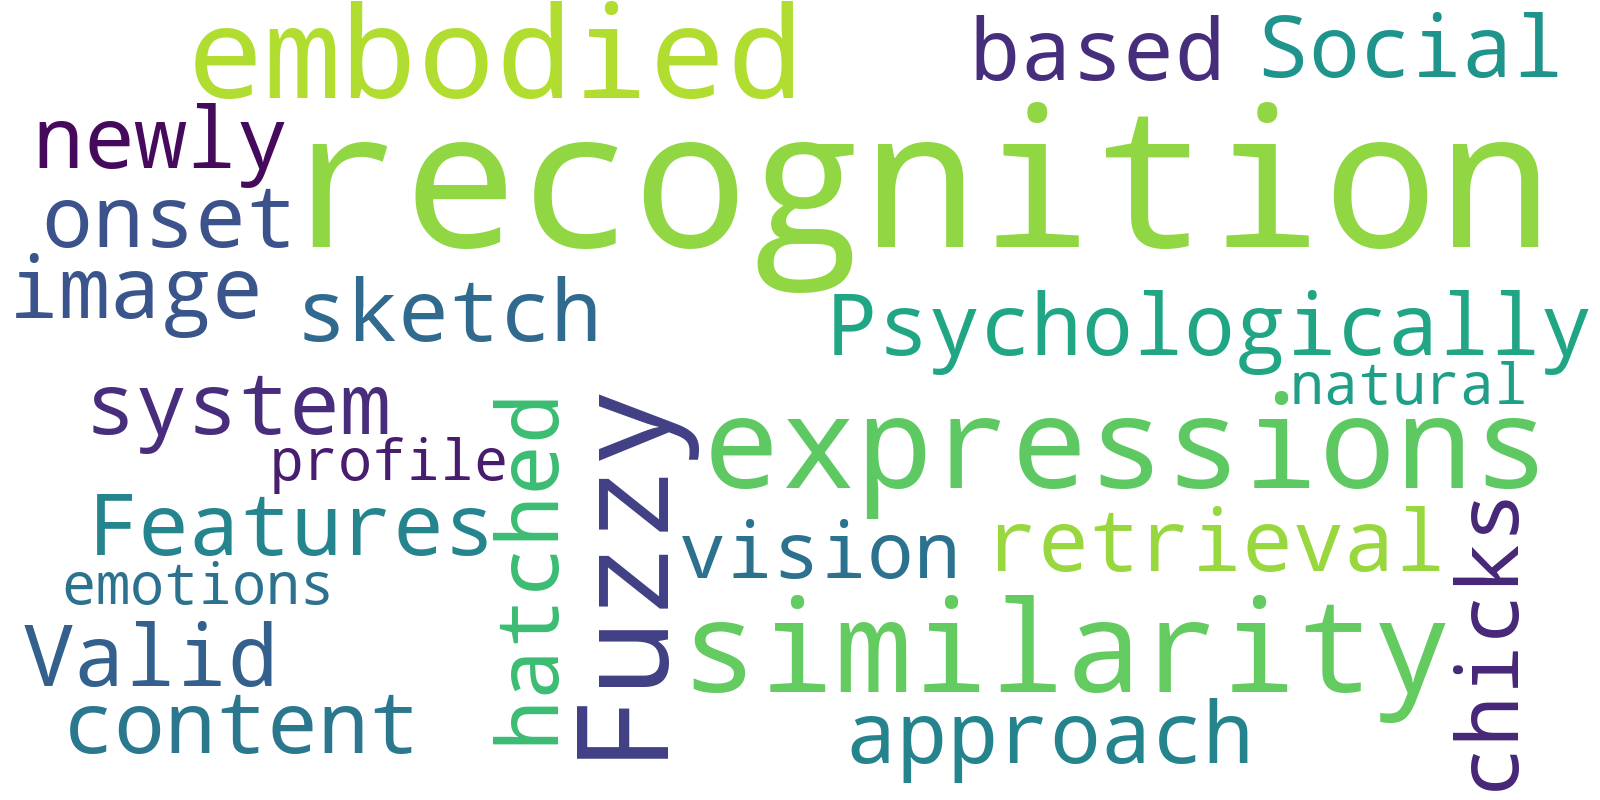 embodied
based
Social
newly
recognition
onset
image
sketch
Psychologically
natural
system
expressions
profile
hatched
Fuzzy
Features
vision
retrieval
chicks
emotions
similarity
Valid
content
approach